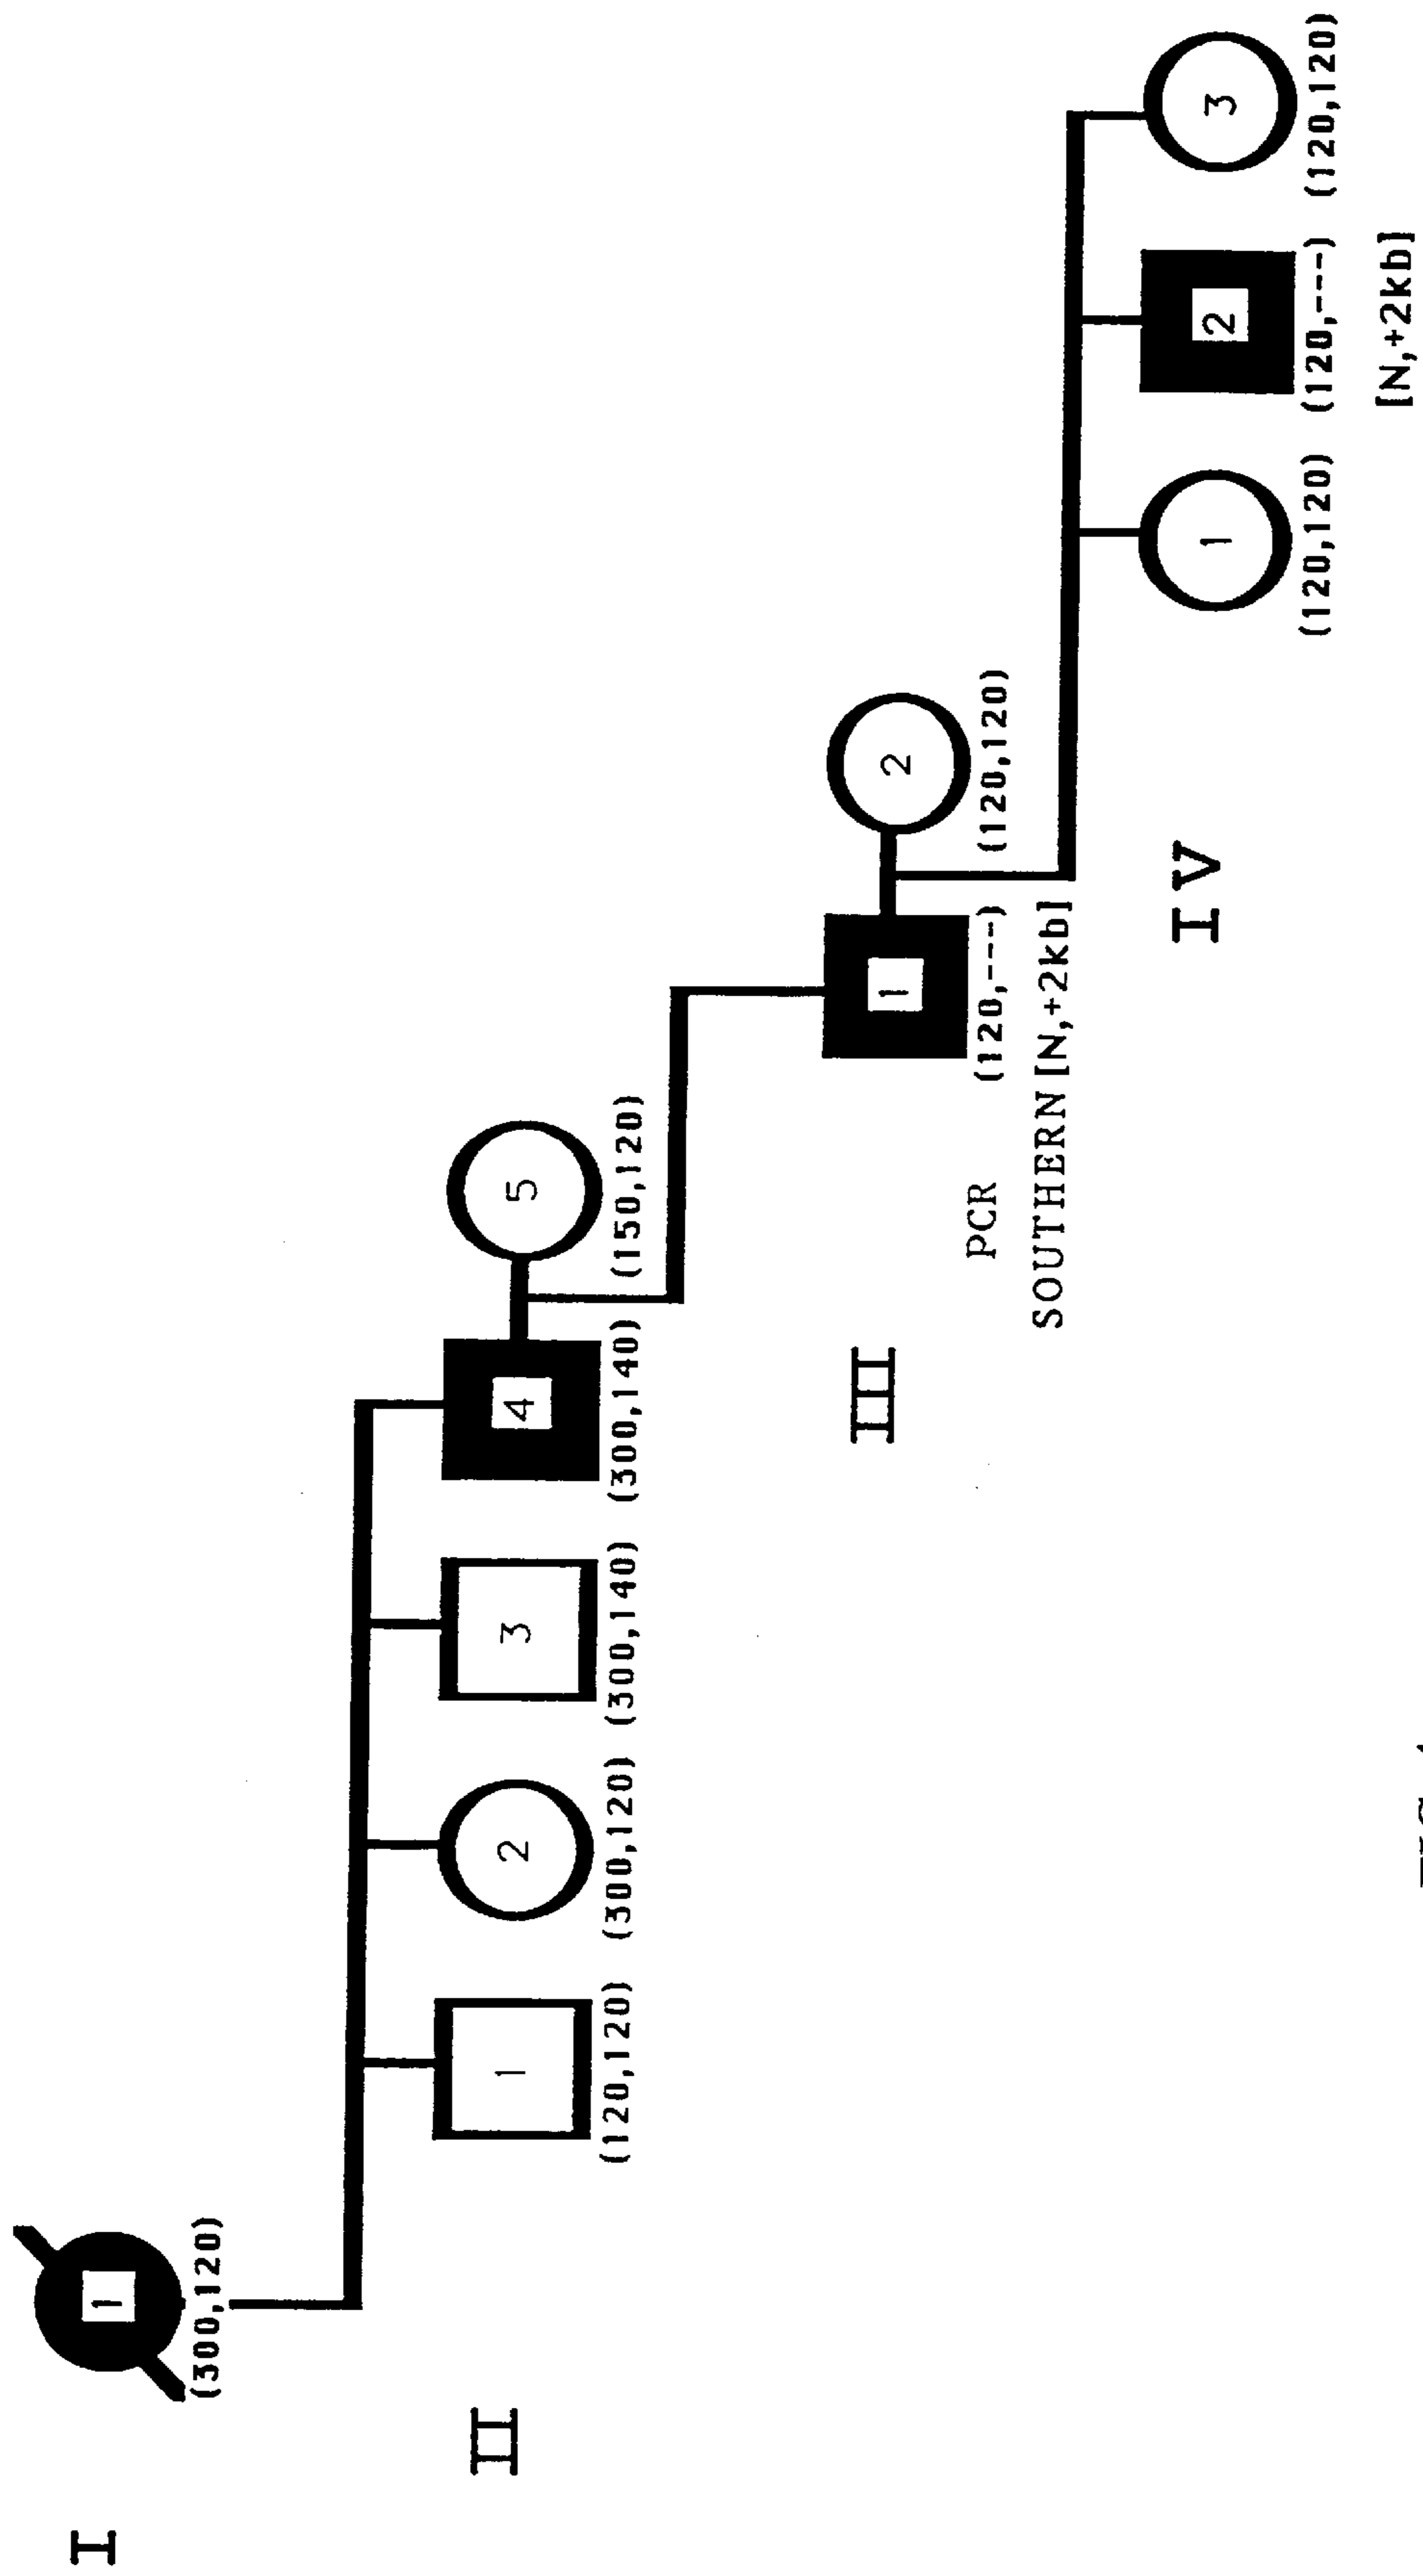 I
1
(300,120)
II
1 2 3 4 5
(120,120) (300,120) (300,140) (300,140) (150,120)
III
1 2
PCR (120,---) (120,120)
SOUTHERN [N,+2kb]
IV
1 2 3
(120,120) (120,---) (120,120)
[N,+2kb]